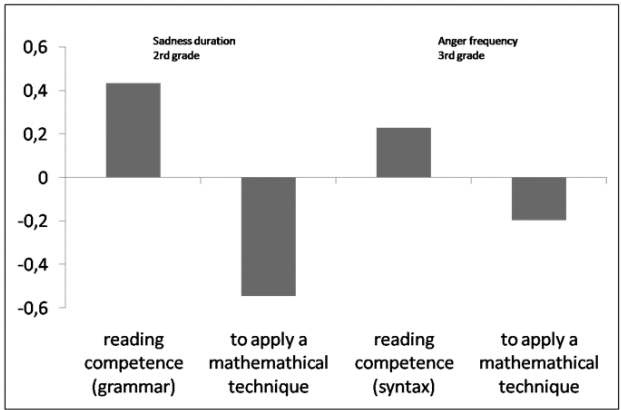 Sadness duration
2rd grade
Anger frequency
3rd grade
0,6
0,4
0,2
0
-0,2
-0,4
-0,6
reading
competence
(grammar)
to apply a
mathemathical
technique
reading
competence
(syntax)
to apply a
mathemathical
technique